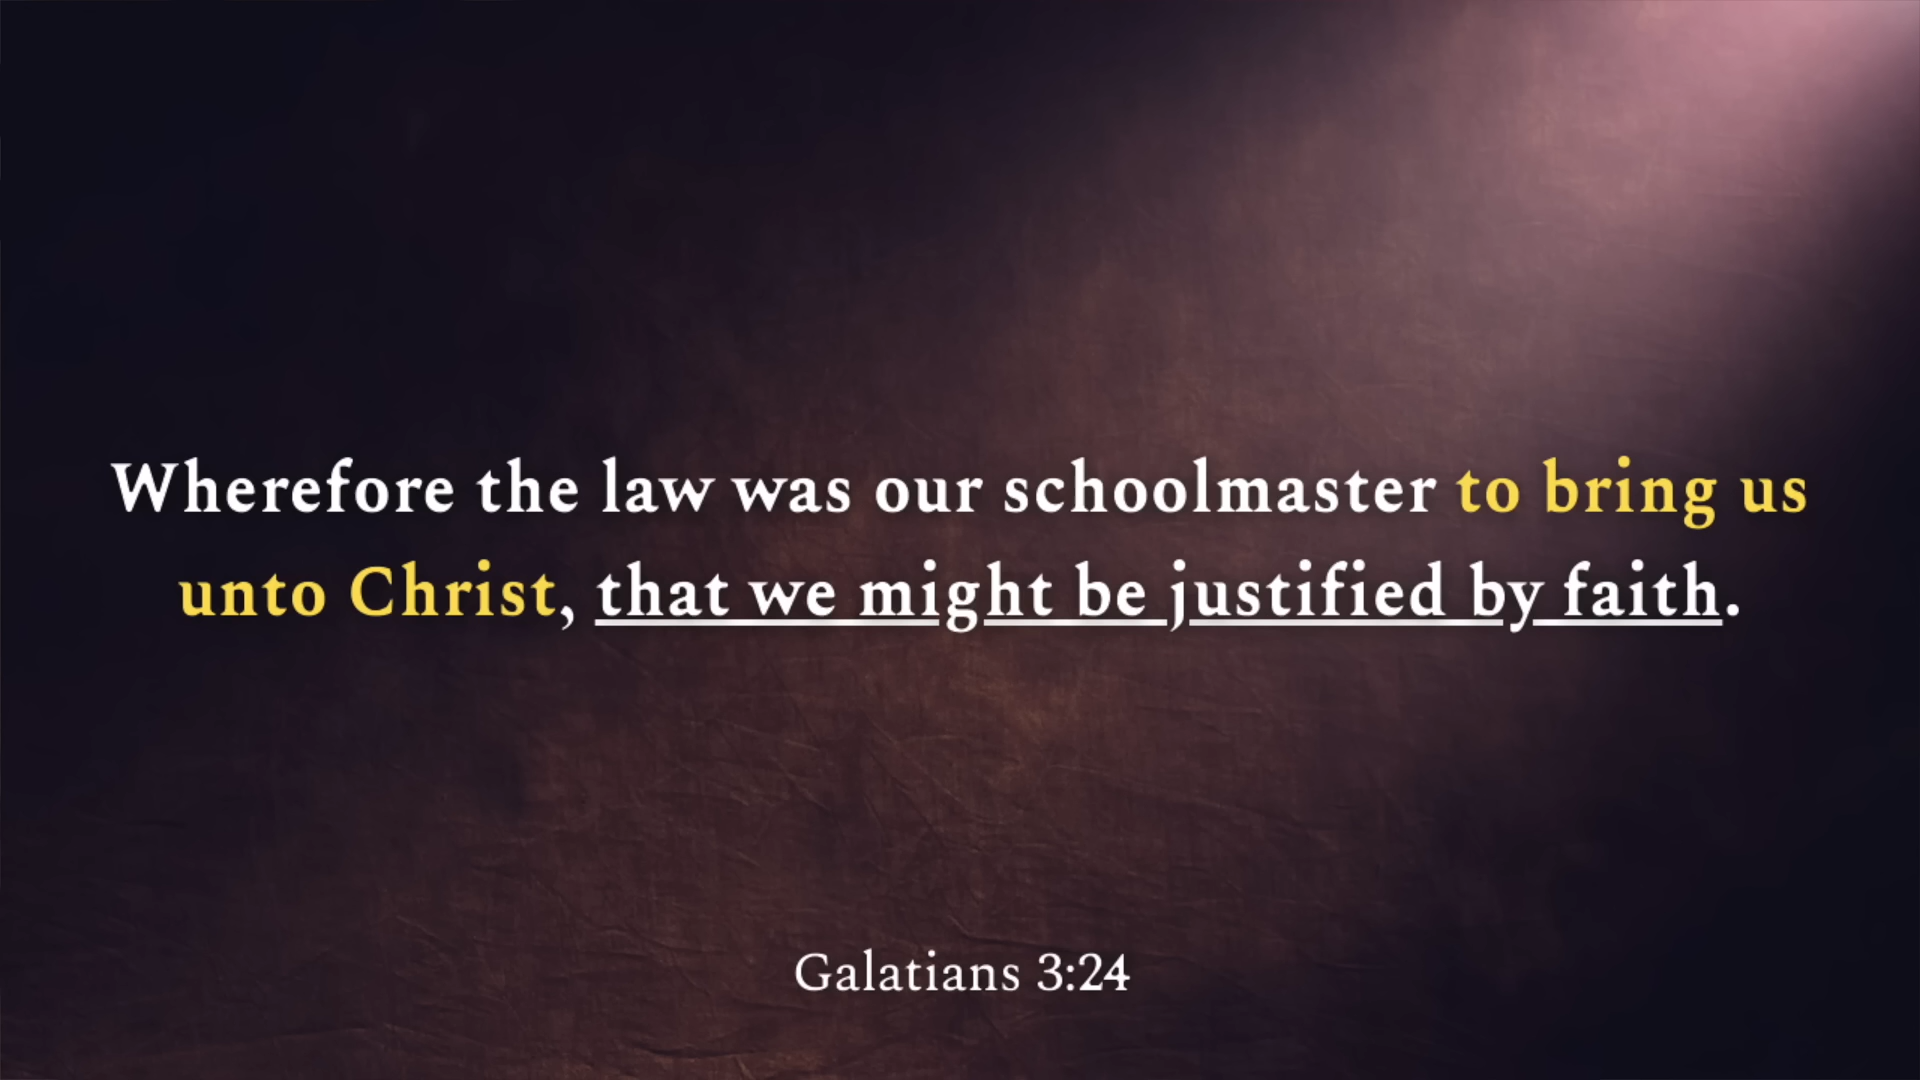 Wherefore the law was our schoolmaster to bring us
unto Christ, that we might be justified by faith.
Galatians 3:24